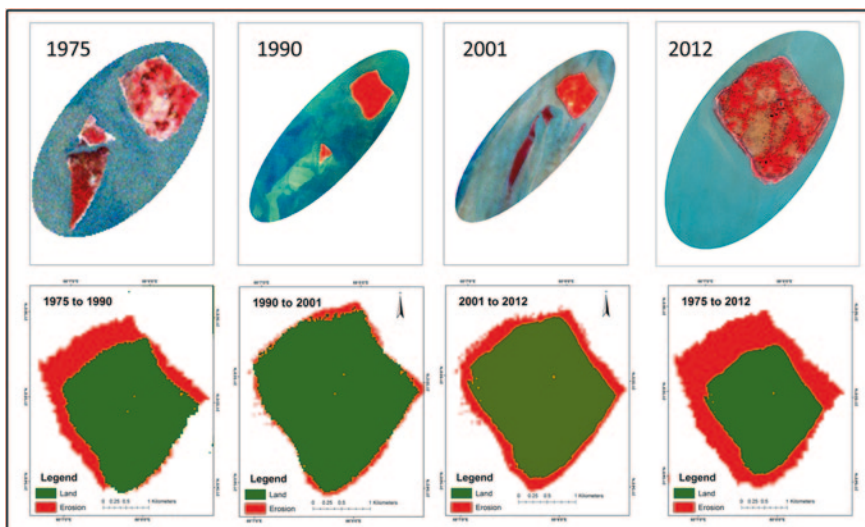 1975
1990
2001
2012
1975 to 1990
Legend
Land
Erosion
0 0.25 0.5 1 Kilometers
1990 to 2001
Legend
Land
Erosion
0 0.25 0.5 1 Kilometers
2001 to 2012
Legend
Land
Erosion
0 0.25 0.5 1 Kilometers
1975 to 2012
Legend
Land
Erosion
0 0.25 0.5 1 Kilometers